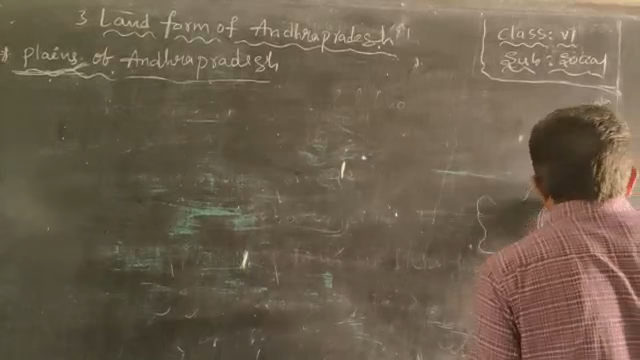 3 Land form of Andhrapradesh
Class: VI
Sub: Social
* Plains of Andhrapradesh